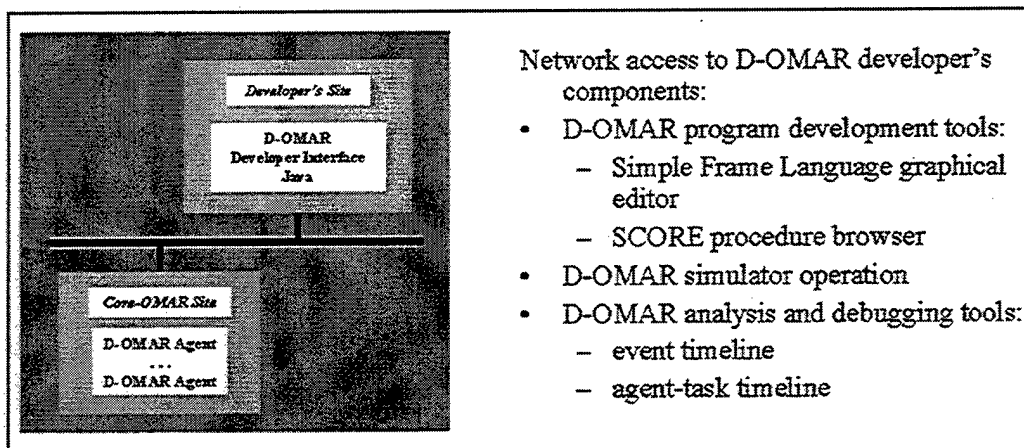 Developer's Site
D-OMAR
Developer Interface
Java
Core-OMAR Site
D-OMAR Agent
...
D-OMAR Agent
Network access to D-OMAR developer's
components:
• D-OMAR program development tools:
– Simple Frame Language graphical
editor
– SCORE procedure browser
• D-OMAR simulator operation
• D-OMAR analysis and debugging tools:
– event timeline
– agent-task timeline